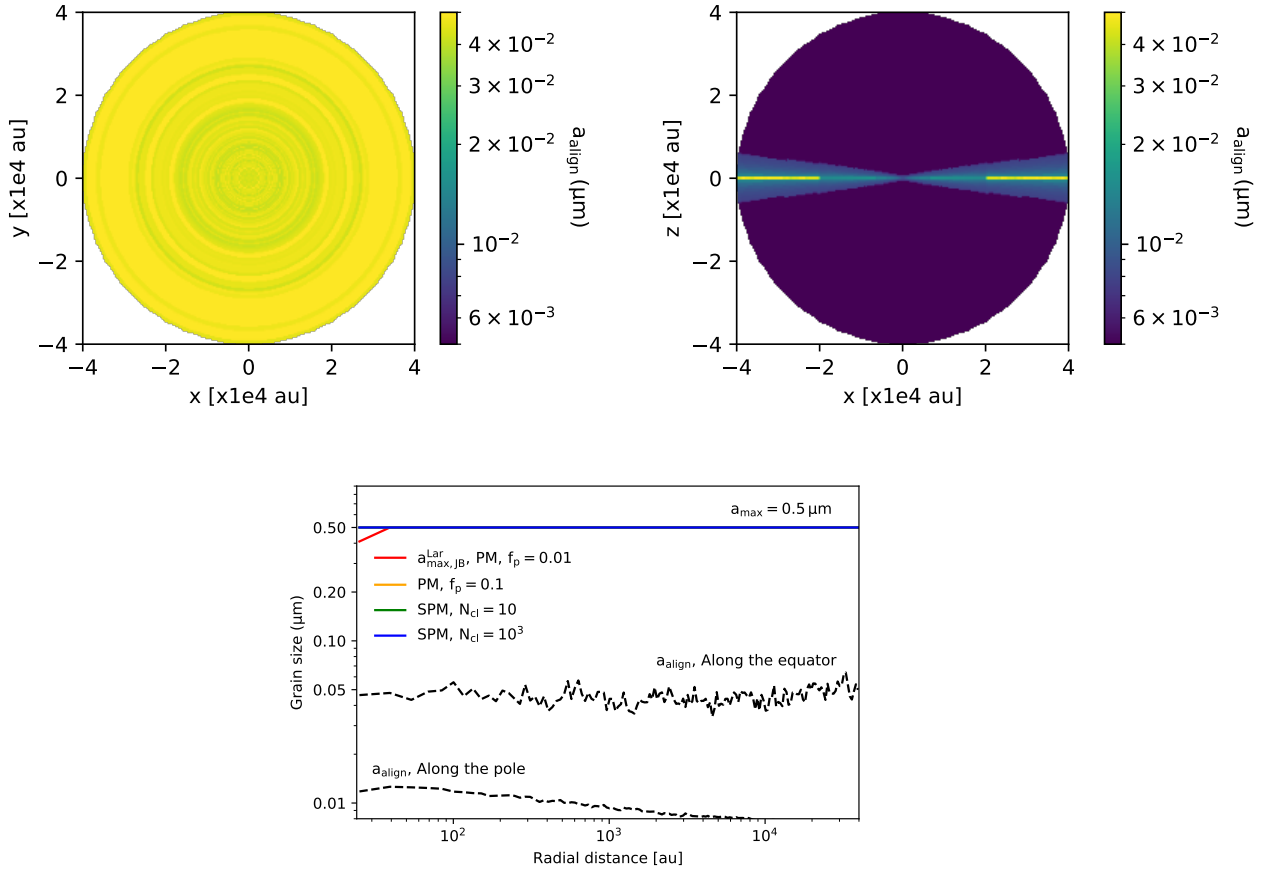 4
2
0
−2
−4
−4 −2 0 2 4
x [x1e4 au]
y [x1e4 au]
4 × 10⁻²
3 × 10⁻²
2 × 10⁻²
10⁻²
6 × 10⁻³
a_align (μm)
4
2
0
−2
−4
−4 −2 0 2 4
x [x1e4 au]
z [x1e4 au]
4 × 10⁻²
3 × 10⁻²
2 × 10⁻²
10⁻²
6 × 10⁻³
a_align (μm)
a_max = 0.5 μm
0.50
0.20
0.10
0.05
0.01
Grain size (μm)
a^Lar_max, JB, PM, f_p = 0.01
PM, f_p = 0.1
SPM, N_cl = 10
SPM, N_cl = 10³
a_align, Along the equator
a_align, Along the pole
10² 10³ 10⁴
Radial distance [au]